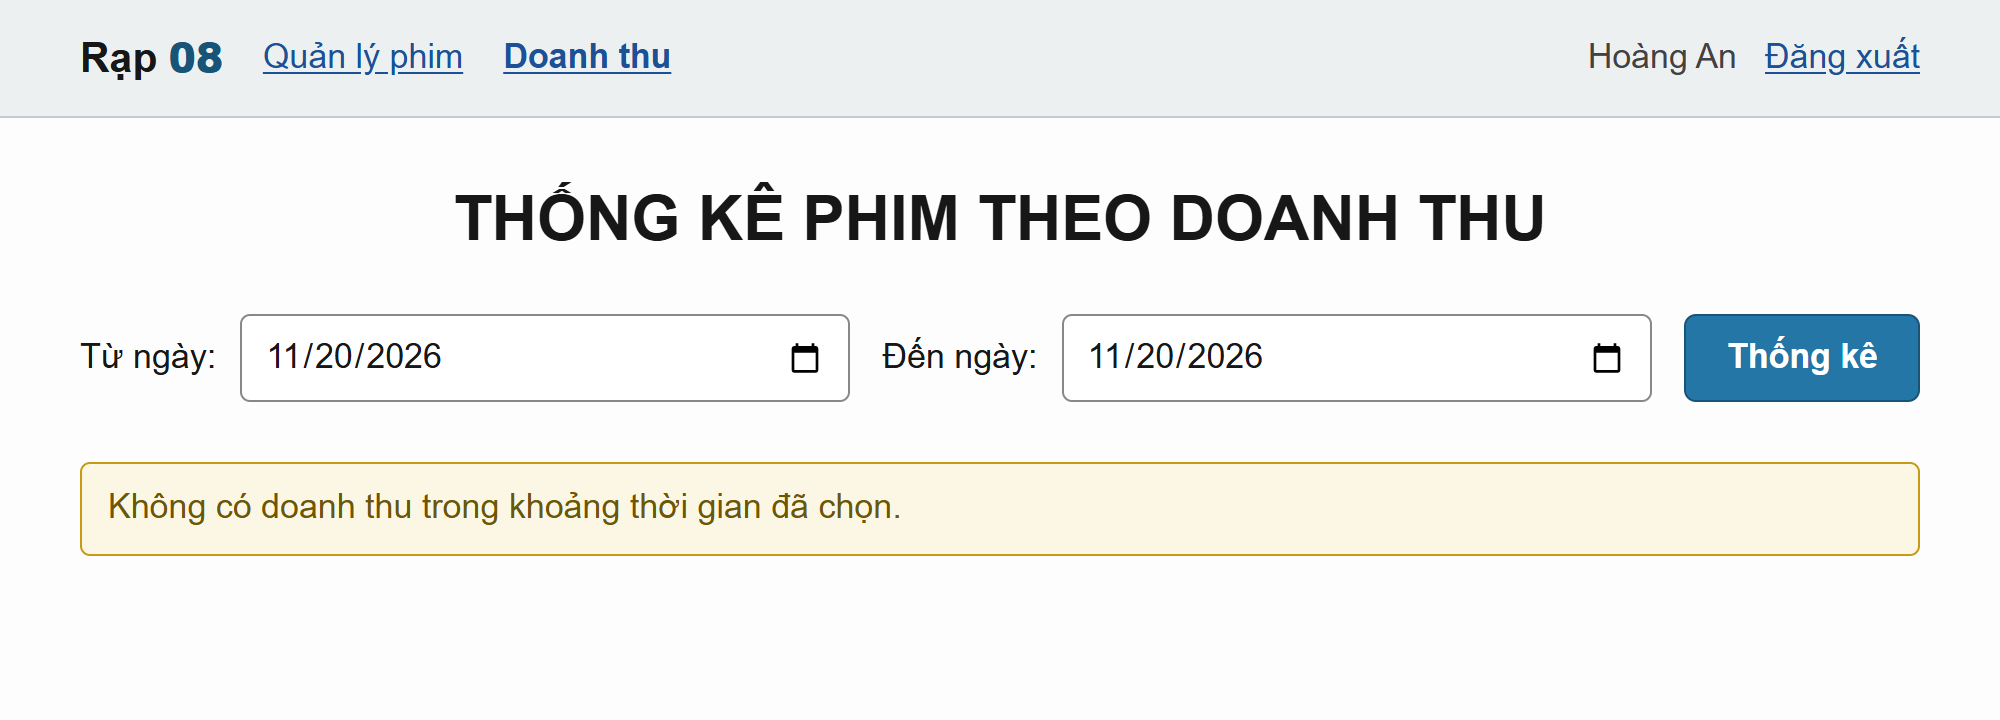 Rạp 08 Quản lý phim Doanh thu Hoàng An Đăng xuất
THỐNG KÊ PHIM THEO DOANH THU
Từ ngày: 11/20/2026 Đến ngày: 11/20/2026 Thống kê
Không có doanh thu trong khoảng thời gian đã chọn.